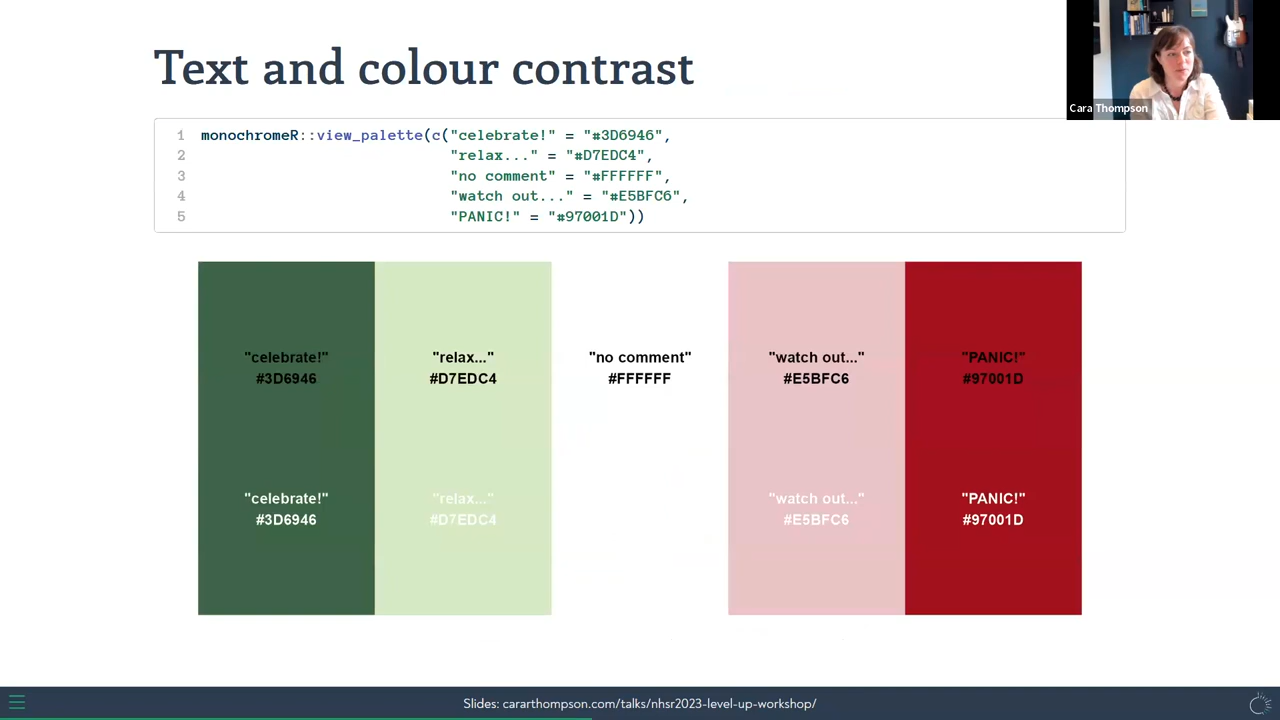 Text and colour contrast
Cara Thompson
1 monochromeR::view_palette(c("celebrate!" = "#3D6946",
2 "relax..." = "#D7EDC4",
3 "no comment" = "#FFFFFF",
4 "watch out..." = "#E5BFC6",
5 "PANIC!" = "#97001D"))
"celebrate!" "relax..." "no comment" "watch out..." "PANIC!"
#3D6946 #D7EDC4 #FFFFFF #E5BFC6 #97001D
"celebrate!" "relax..." "watch out..." "PANIC!"
#3D6946 #D7EDC4 #E5BFC6 #97001D
Slides: cararthompson.com/talks/nhsr2023-level-up-workshop/